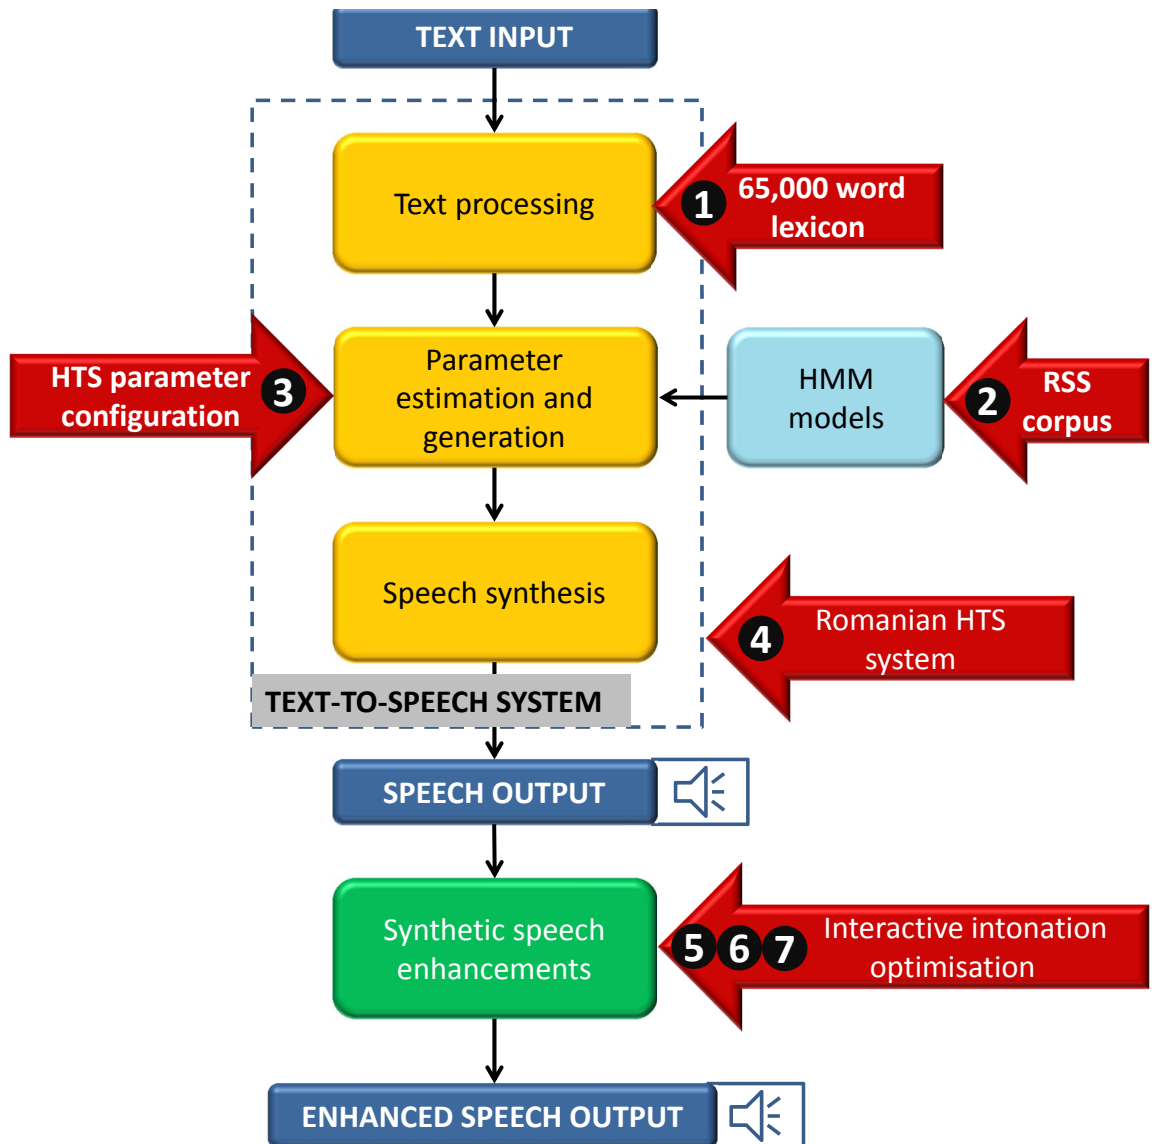 TEXT INPUT
Text processing
1
65,000 word
lexicon
HTS parameter
configuration
3
Parameter
estimation and
generation
HMM
models
2
RSS
corpus
Speech synthesis
4
Romanian HTS
system
TEXT-TO-SPEECH SYSTEM
SPEECH OUTPUT
Synthetic speech
enhancements
5 6 7
Interactive intonation
optimisation
ENHANCED SPEECH OUTPUT